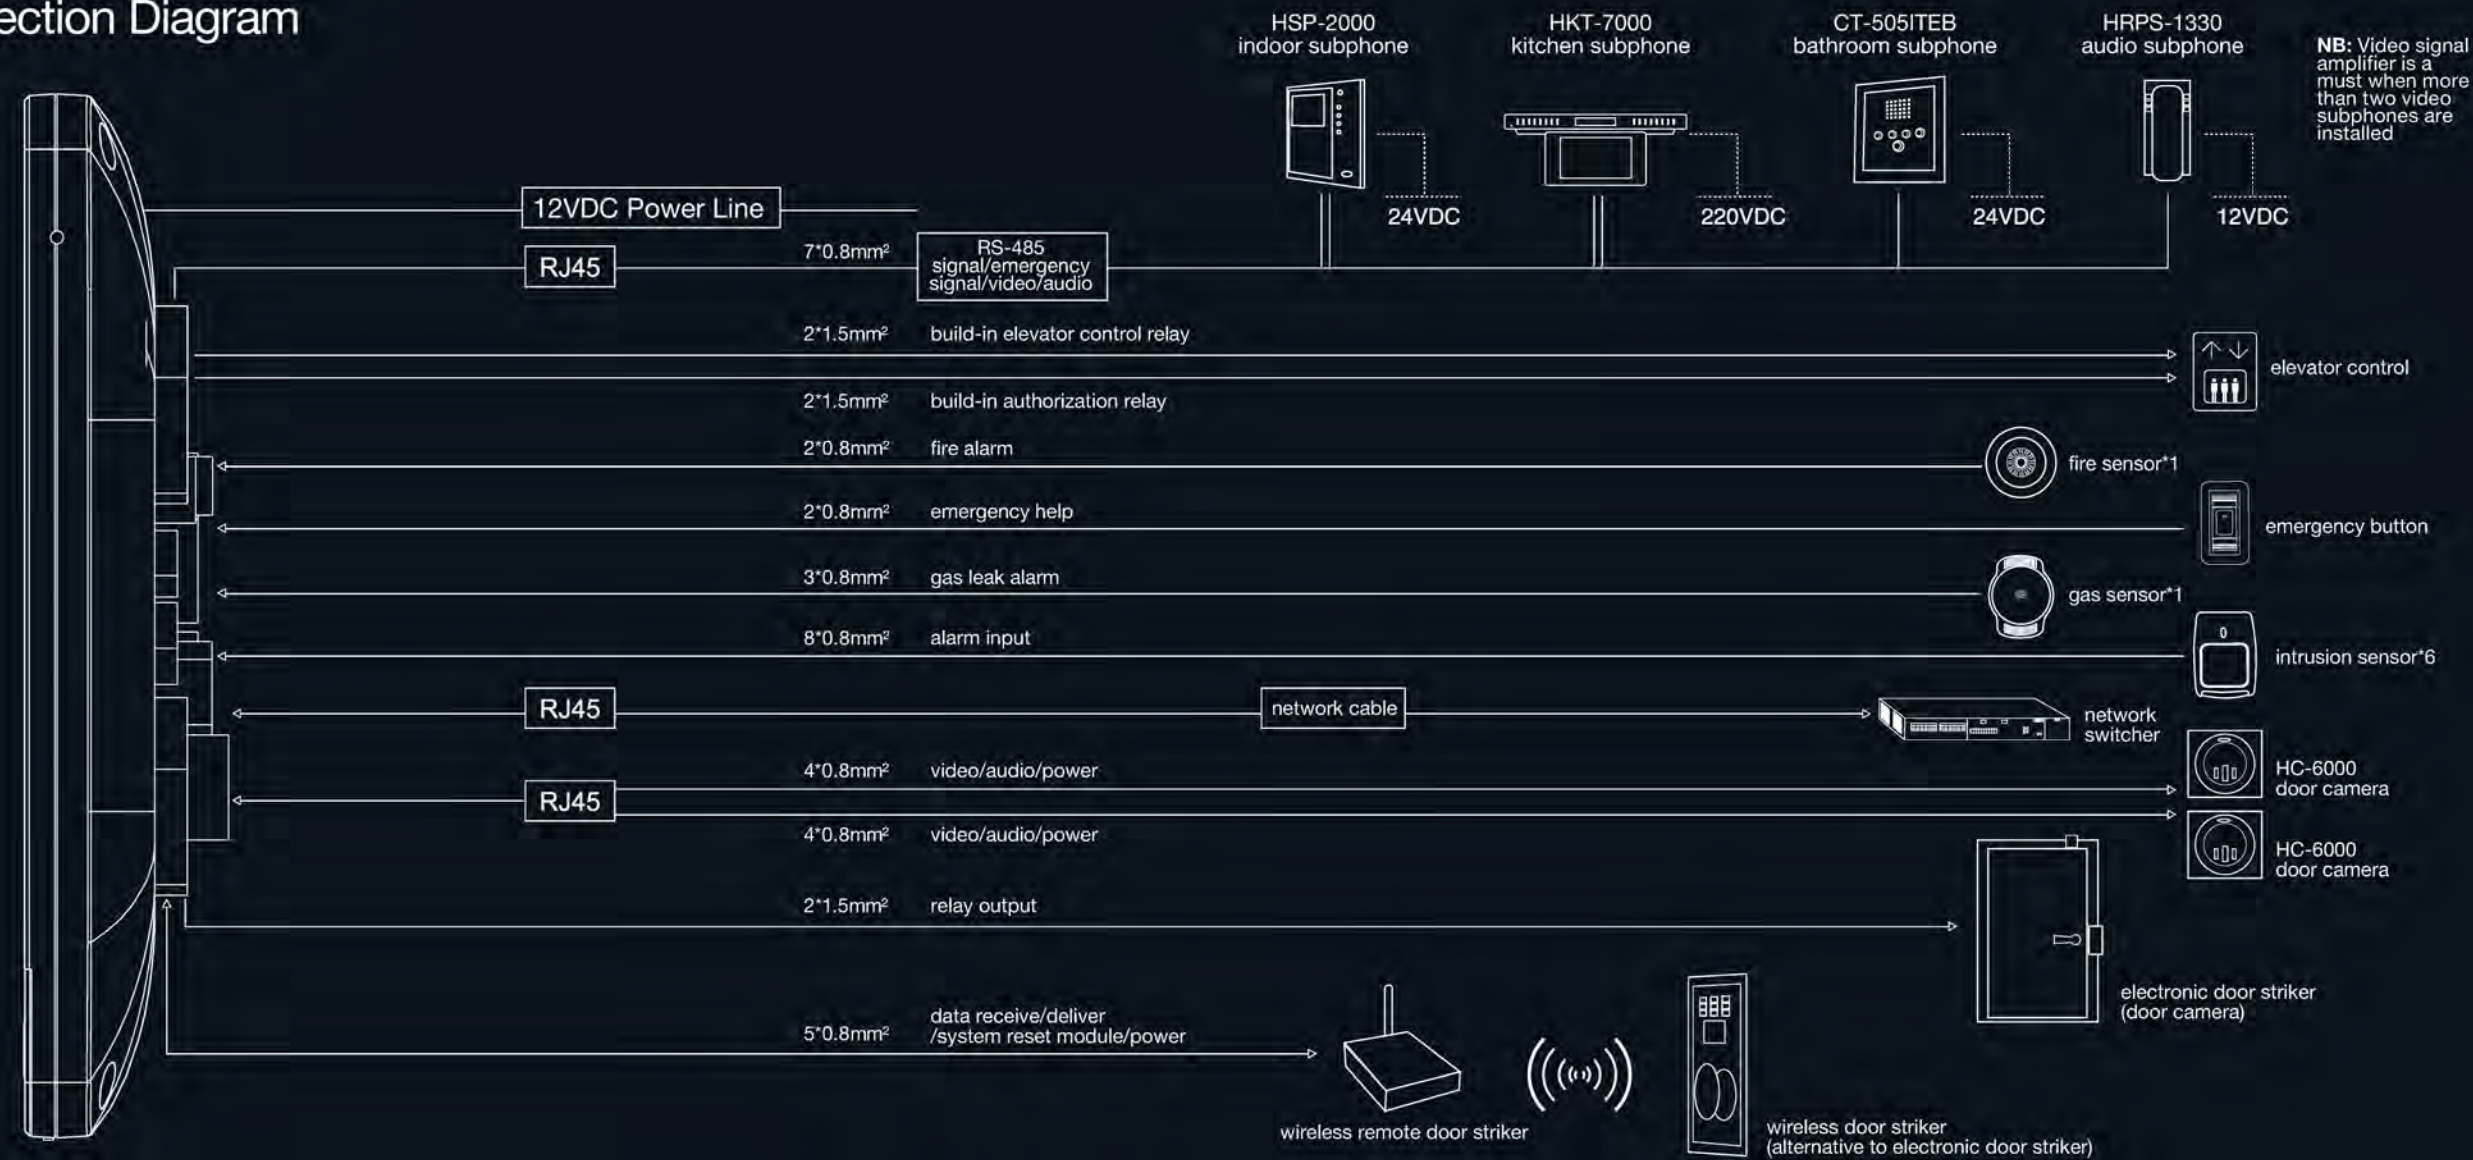 ection Diagram
HSP-2000
indoor subphone
HKT-7000
kitchen subphone
CT-505ITEB
bathroom subphone
HRPS-1330
audio subphone
NB: Video signal
amplifier is a
must when more
than two video
subphones are
installed
24VDC
220VDC
24VDC
12VDC
12VDC Power Line
RJ45
7*0.8mm²
RS-485
signal/emergency
signal/video/audio
2*1.5mm² build-in elevator control relay
elevator control
2*1.5mm² build-in authorization relay
2*0.8mm² fire alarm
fire sensor*1
2*0.8mm² emergency help
emergency button
3*0.8mm² gas leak alarm
gas sensor*1
8*0.8mm² alarm input
intrusion sensor*6
RJ45
network cable
network
switcher
4*0.8mm² video/audio/power
HC-6000
door camera
RJ45
4*0.8mm² video/audio/power
HC-6000
door camera
2*1.5mm² relay output
electronic door striker
(door camera)
5*0.8mm²
data receive/deliver
/system reset module/power
wireless remote door striker
wireless door striker
(alternative to electronic door striker)